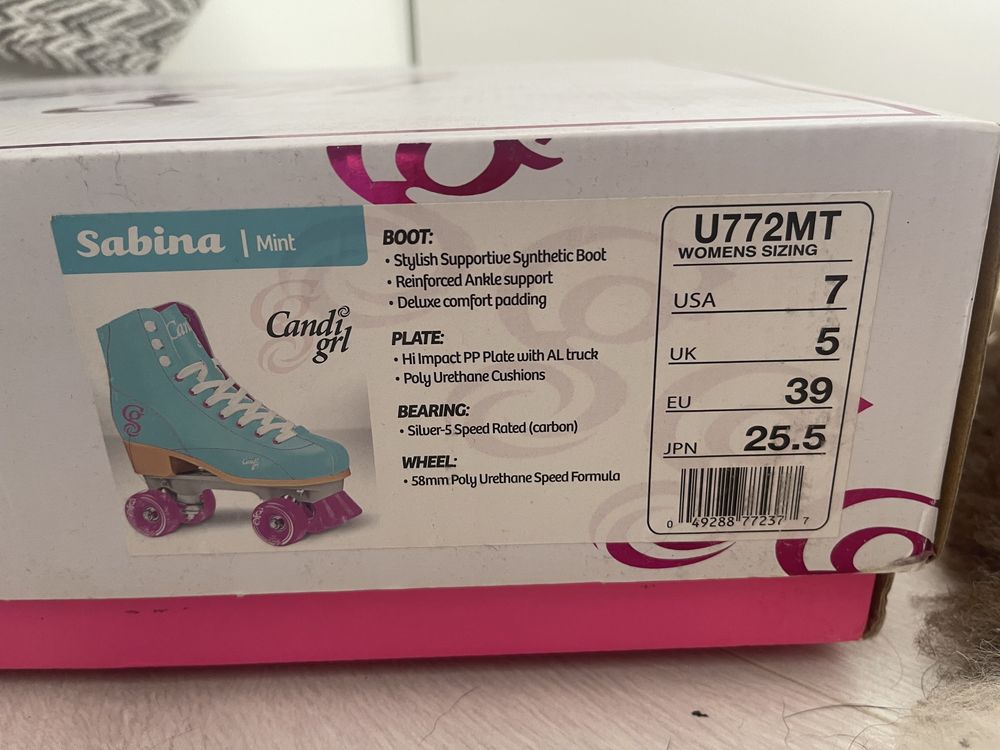 Sabina | Mint
Candi
grl
BOOT:
• Stylish Supportive Synthetic Boot
• Reinforced Ankle support
• Deluxe comfort padding
PLATE:
• Hi Impact PP Plate with AL truck
• Poly Urethane Cushions
BEARING:
• Silver-5 Speed Rated (carbon)
WHEEL:
• 58mm Poly Urethane Speed Formula
U772MT
WOMENS SIZING
USA 7
UK 5
EU 39
JPN 25.5
0 49288 77237 7